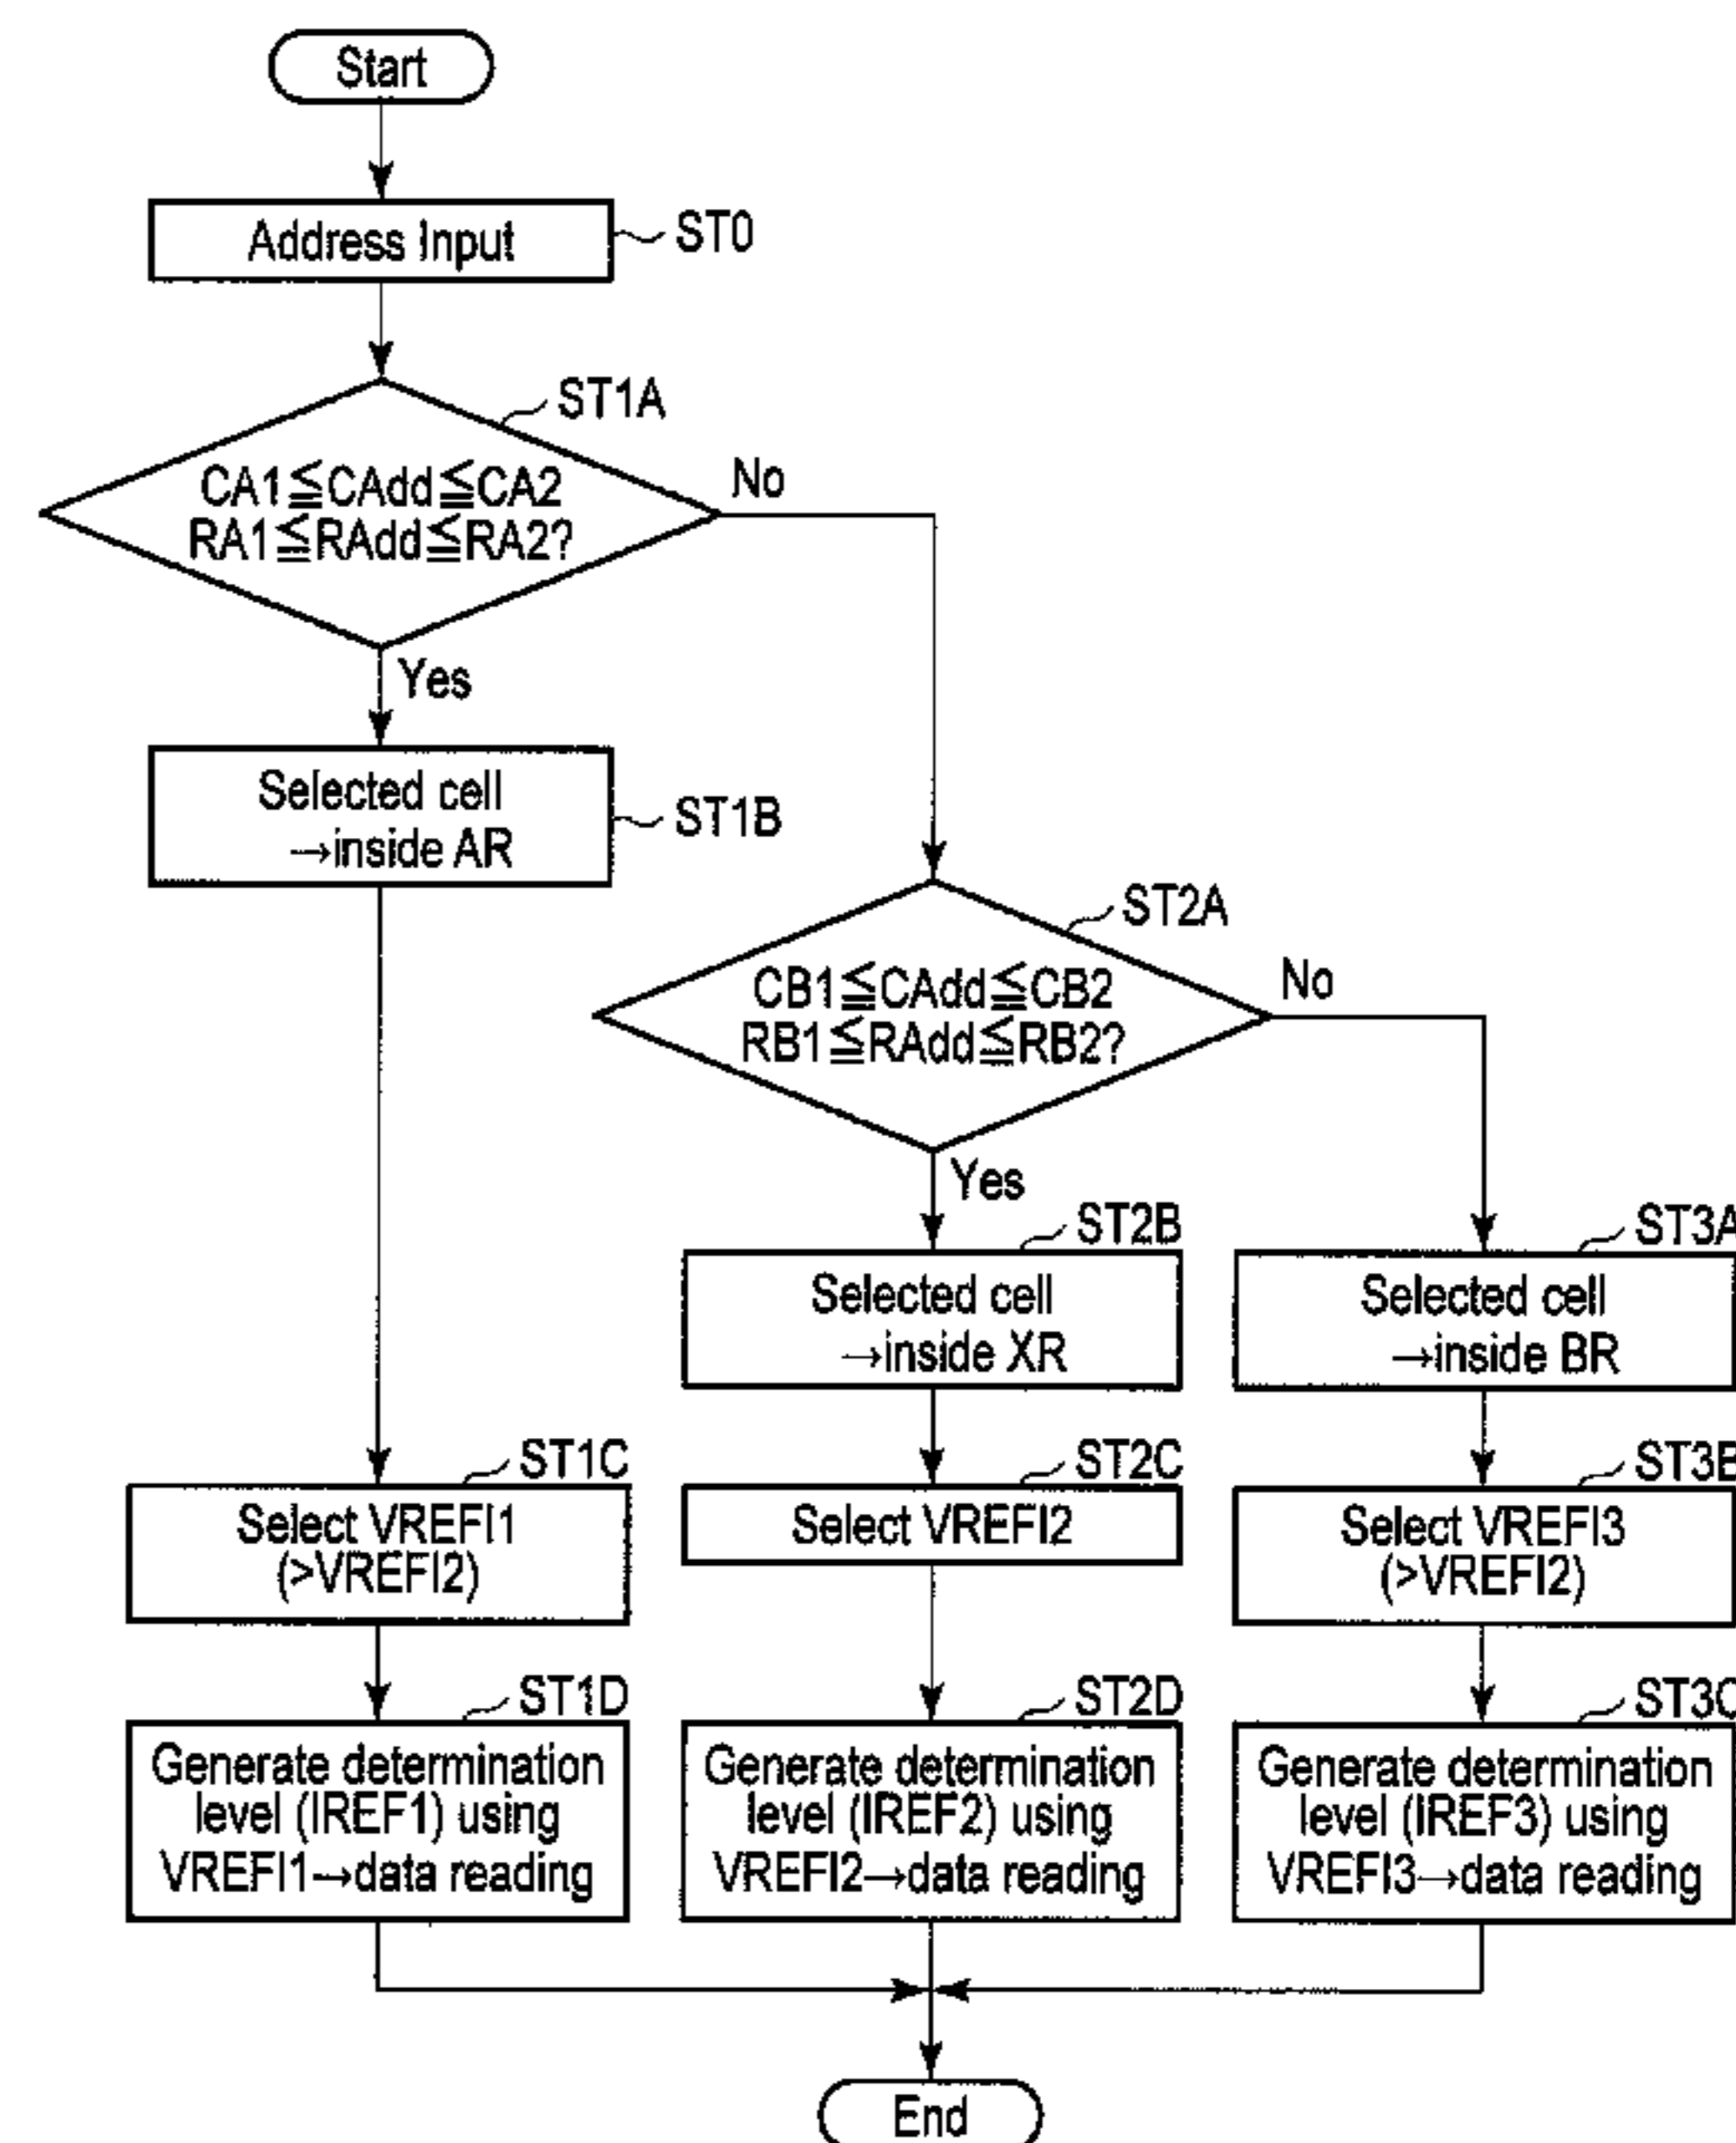 Start
Address Input
ST0
ST1A
CA1≦CAdd≦CA2
RA1≦RAdd≦RA2?
No
Yes
Selected cell
→inside AR
ST1B
ST2A
CB1≦CAdd≦CB2
RB1≦RAdd≦RB2?
No
Yes
ST2B
Selected cell
→inside XR
ST3A
Selected cell
→inside BR
ST1C
Select VREFI1
(>VREFI2)
ST2C
Select VREFI2
ST3B
Select VREFI3
(>VREFI2)
ST1D
Generate determination
level (IREF1) using
VREFI1→data reading
ST2D
Generate determination
level (IREF2) using
VREFI2→data reading
ST3C
Generate determination
level (IREF3) using
VREFI3→data reading
End